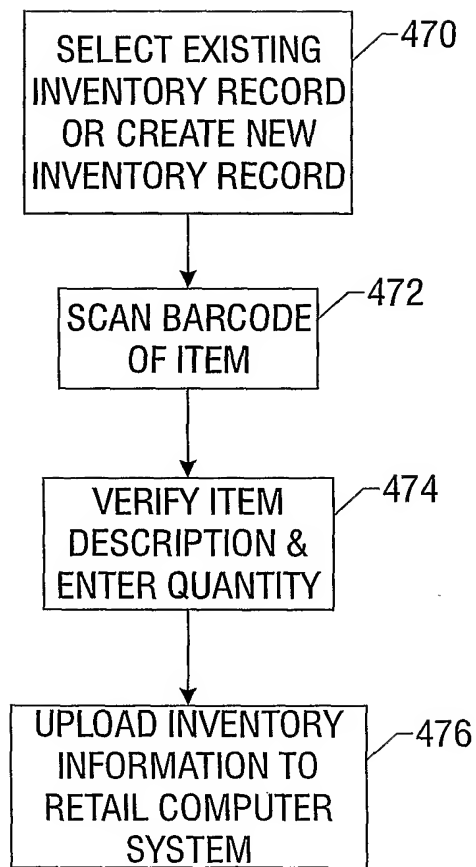 SELECT EXISTING
INVENTORY RECORD
OR CREATE NEW
INVENTORY RECORD
470
SCAN BARCODE
OF ITEM
472
VERIFY ITEM
DESCRIPTION &
ENTER QUANTITY
474
UPLOAD INVENTORY
INFORMATION TO
RETAIL COMPUTER
SYSTEM
476